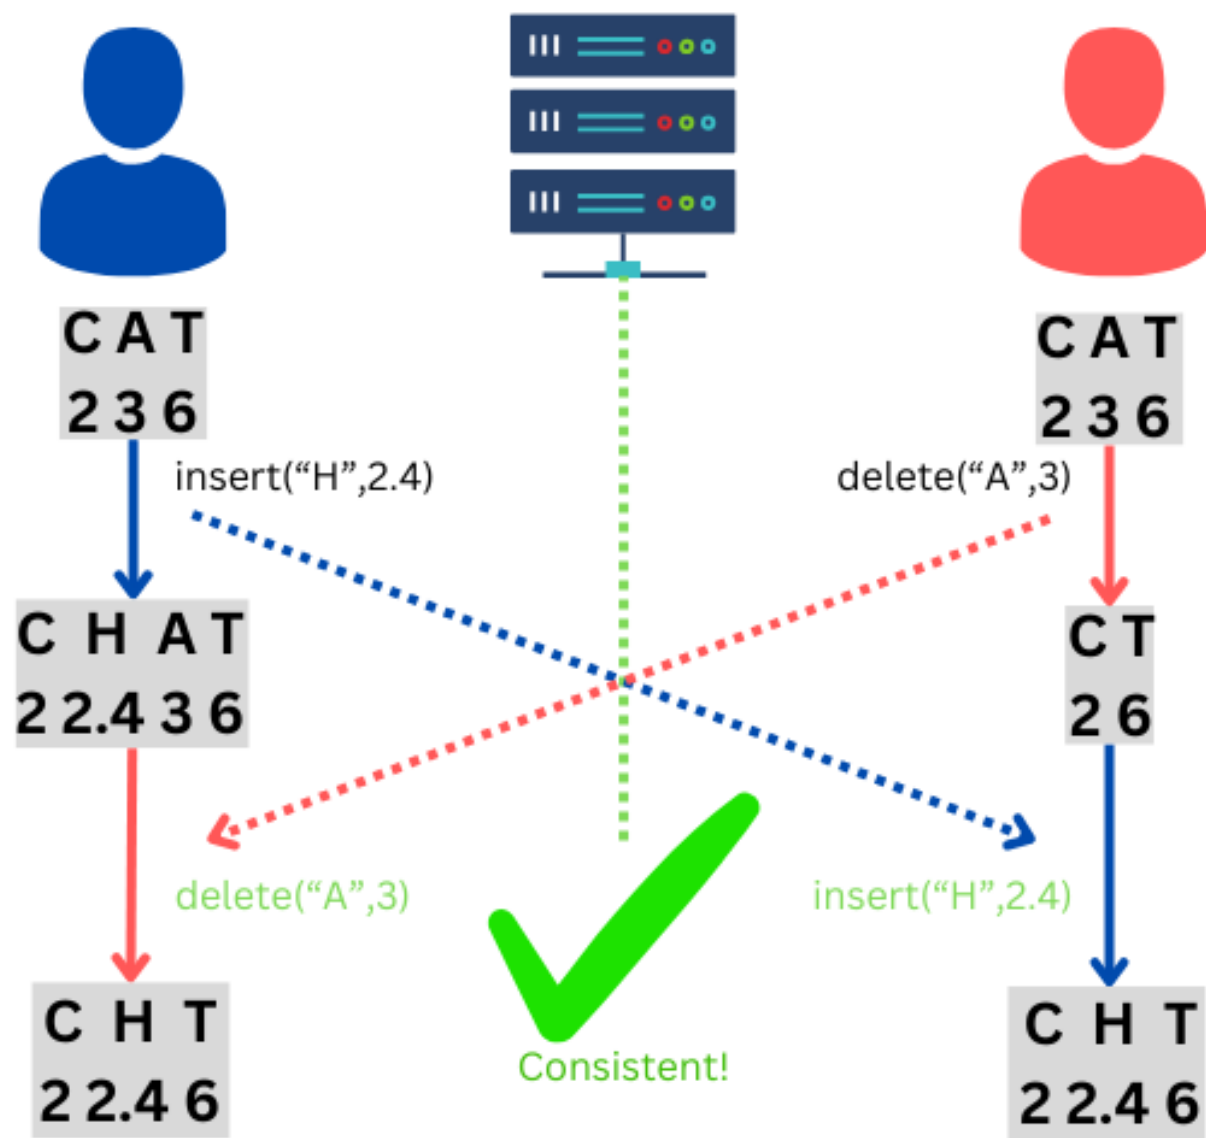 C A T
2 3 6
C A T
2 3 6
insert(“H”,2.4)
delete(“A”,3)
C H A T
2 2.4 3 6
C T
2 6
delete(“A”,3)
insert(“H”,2.4)
C H T
2 2.4 6
Consistent!
C H T
2 2.4 6